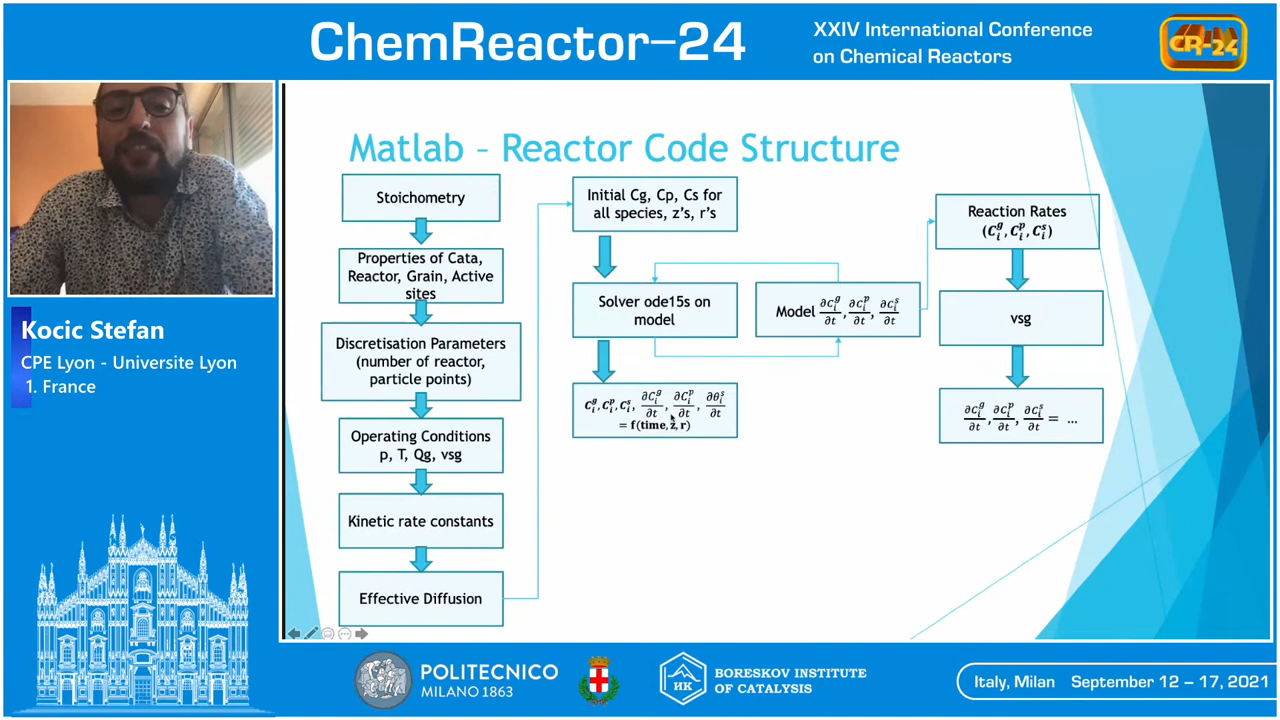 ChemReactor-24
XXIV International Conference
on Chemical Reactors
CR-24
Kocic Stefan
CPE Lyon - Universite Lyon
1. France
Matlab - Reactor Code Structure
Stoichometry
Properties of Cata,
Reactor, Grain, Active
sites
Discretisation Parameters
(number of reactor,
particle points)
Operating Conditions
p, T, Qg, vsg
Kinetic rate constants
Effective Diffusion
Initial Cg, Cp, Cs for
all species, z's, r's
Solver ode15s on
model
C_i^g, C_i^p, C_i^s, ∂C_i^g/∂t, ∂C_i^p/∂t, ∂θ_i^s/∂t
= f(time, z, r)
Model ∂C_i^g/∂t, ∂C_i^p/∂t, ∂C_i^s/∂t
Reaction Rates
(C_i^g, C_i^p, C_i^s)
vsg
∂C_i^g/∂t, ∂C_i^p/∂t, ∂C_i^s/∂t = ...
POLITECNICO
MILANO 1863
НК
BORESKOV INSTITUTE
OF CATALYSIS
Italy, Milan September 12 – 17, 2021